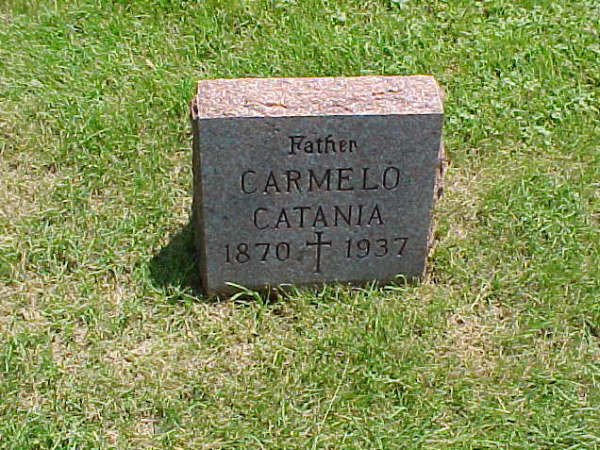 Father
CARMELO
CATANIA
1870 ✝ 1937